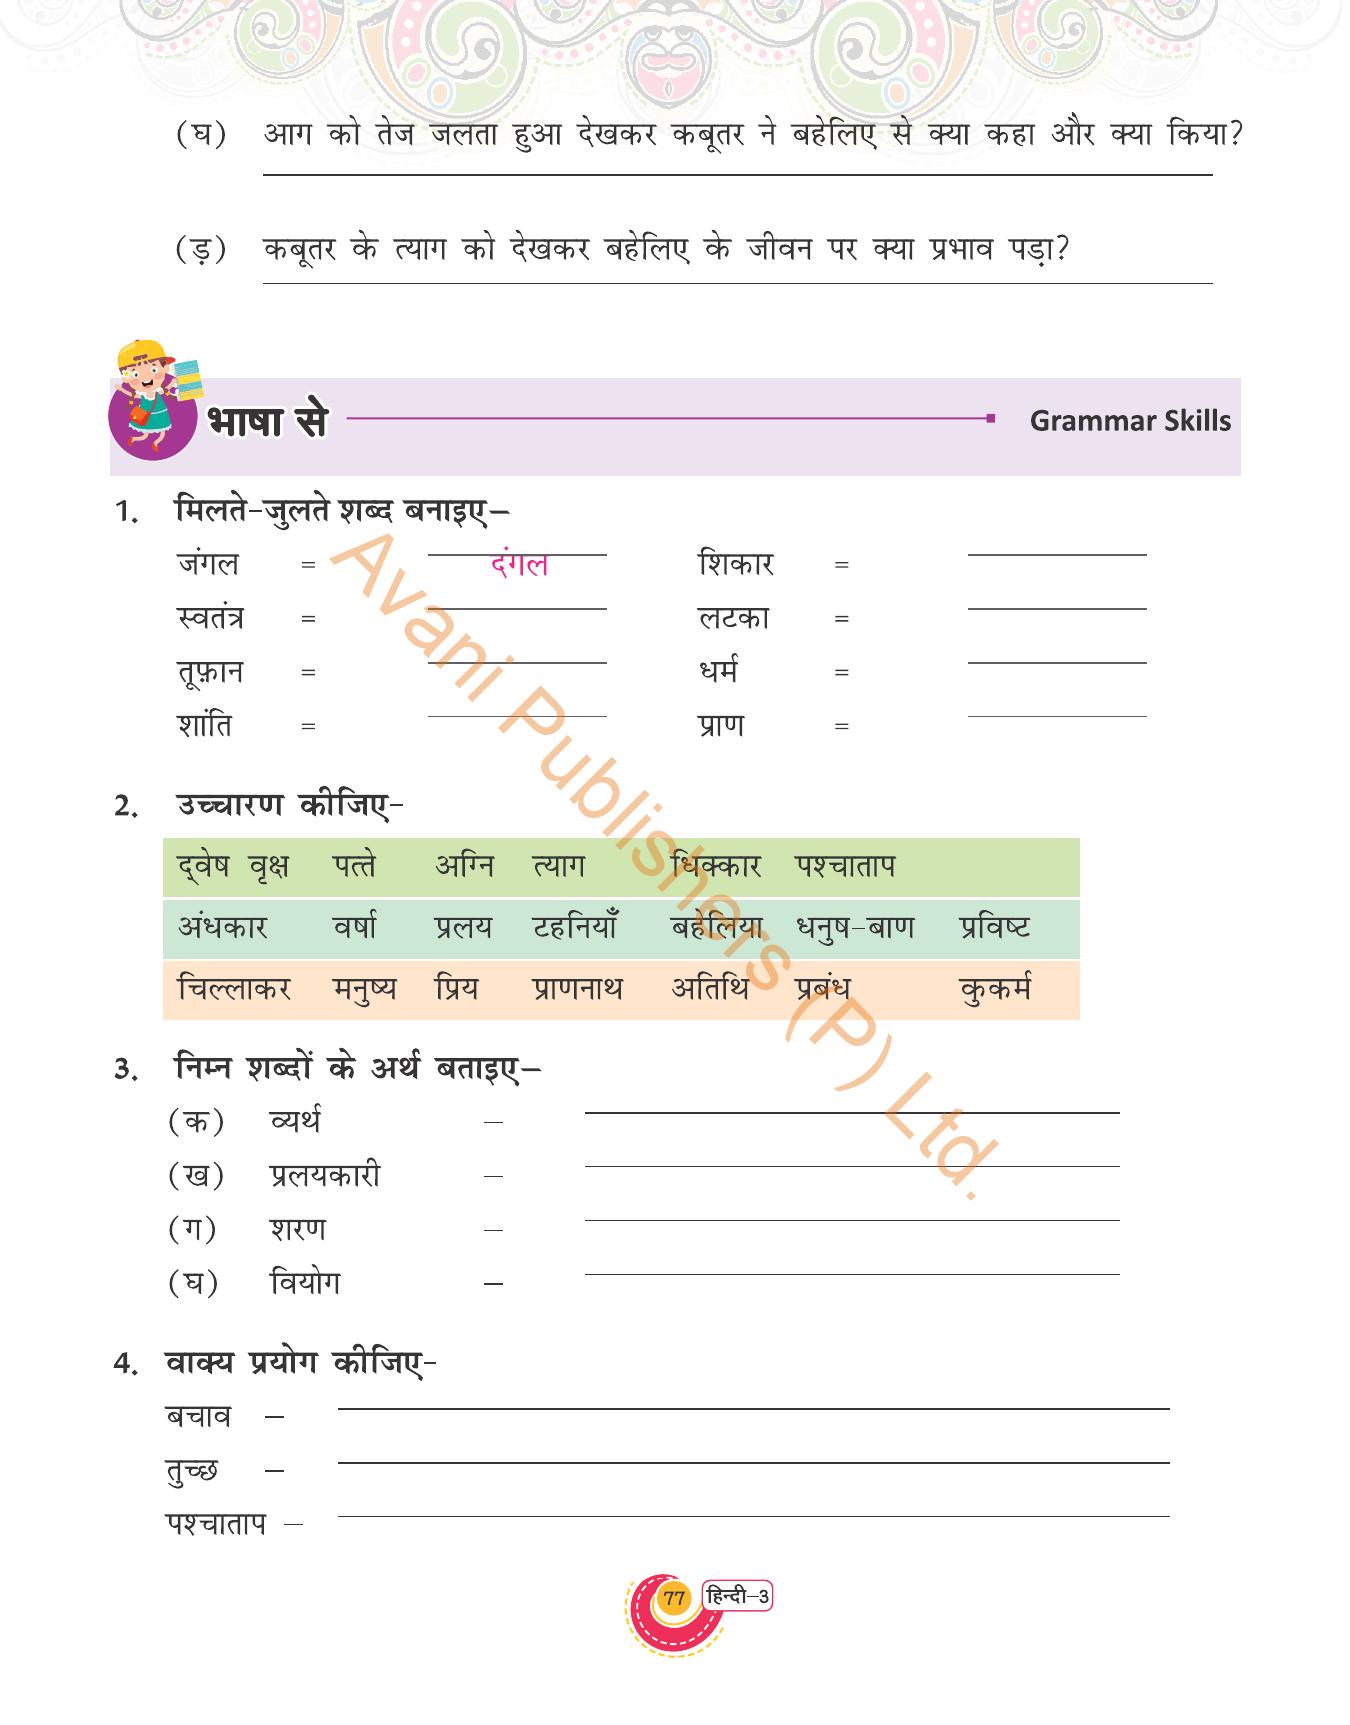 (घ) आग को तेज जलता हुआ देखकर कबूतर ने बहेलिए से क्या कहा और क्या किया?
(ड़) कबूतर के त्याग को देखकर बहेलिए के जीवन पर क्या प्रभाव पड़ा?
भाषा से Grammar Skills
1. मिलते-जुलते शब्द बनाइए–
जंगल = दंगल शिकार =
स्वतंत्र = लटका =
तूफ़ान = धर्म =
शांति = प्राण =
2. उच्चारण कीजिए-
द्वेष वृक्ष पत्ते अग्नि त्याग धिक्कार पश्चाताप
अंधकार वर्षा प्रलय टहनियाँ बहेलिया धनुष-बाण प्रविष्ट
चिल्लाकर मनुष्य प्रिय प्राणनाथ अतिथि प्रबंध कुकर्म
3. निम्न शब्दों के अर्थ बताइए–
(क) व्यर्थ –
(ख) प्रलयकारी –
(ग) शरण –
(घ) वियोग –
4. वाक्य प्रयोग कीजिए-
बचाव –
तुच्छ –
पश्चाताप –
77 हिन्दी-3
Avani Publishers (P) Ltd.